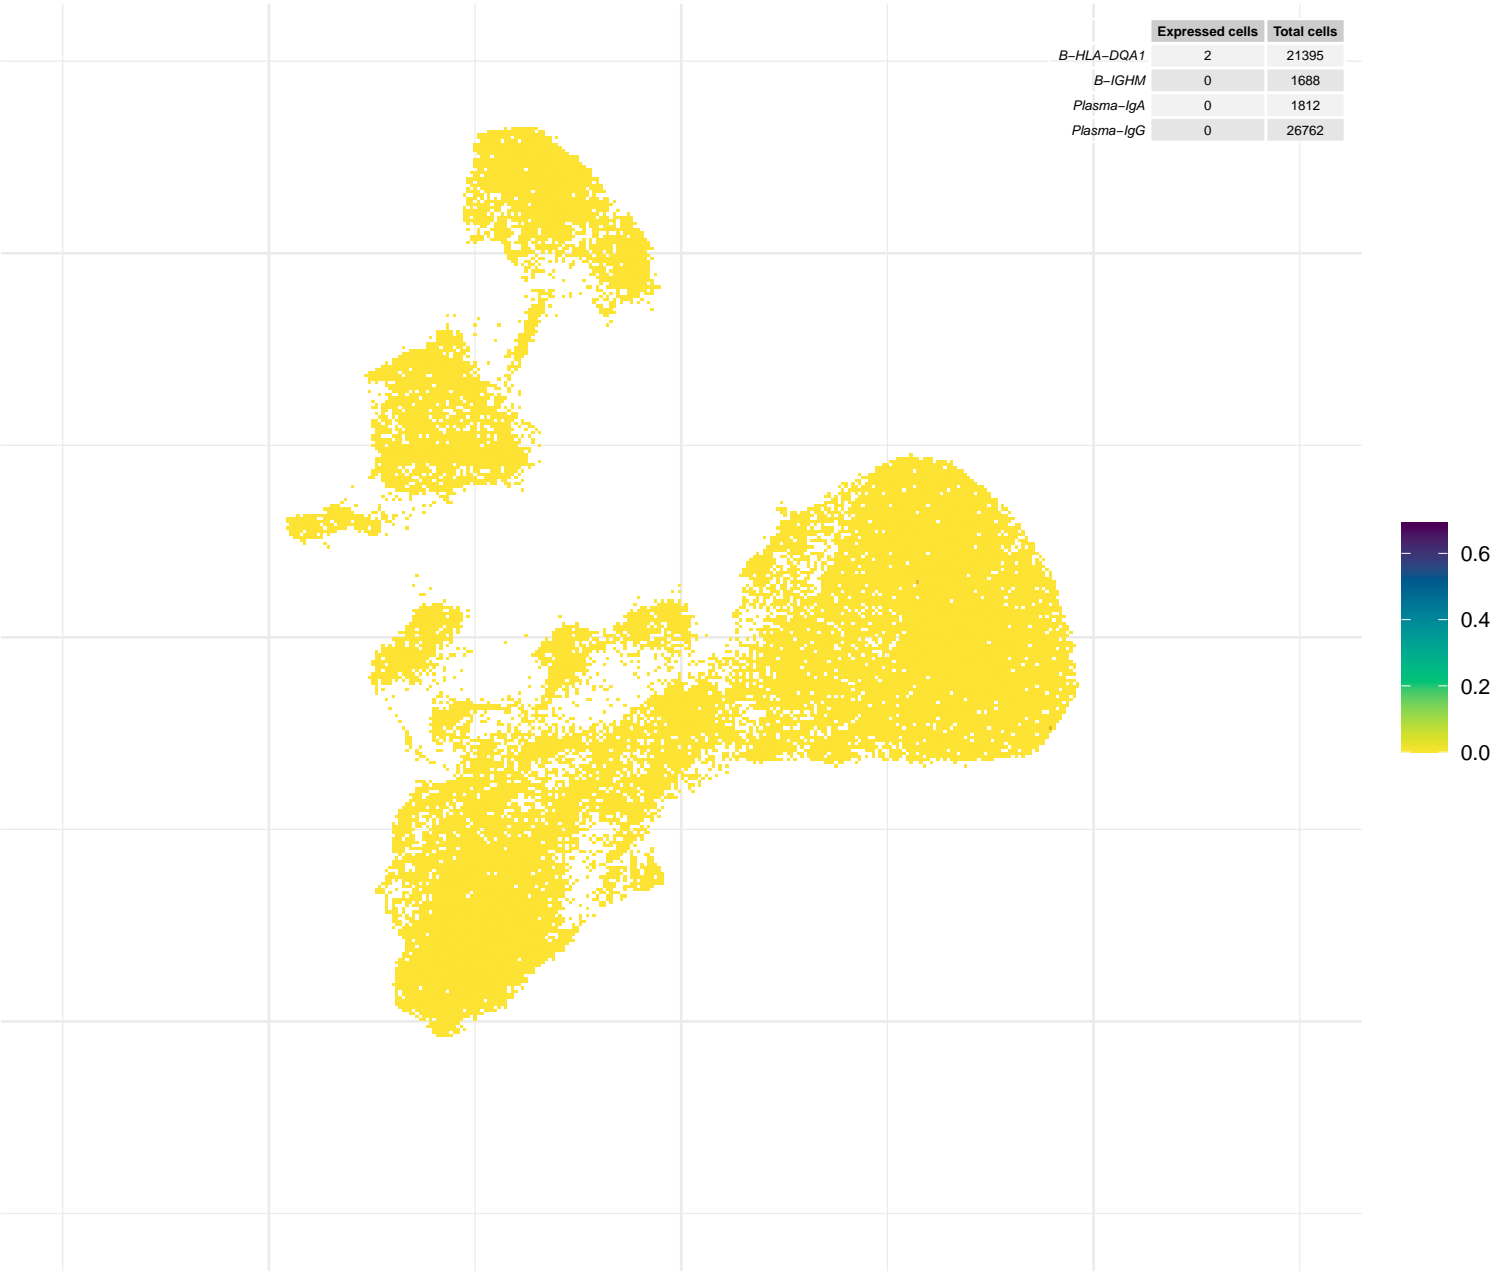 Expressed cells Total cells
B-HLA-DQA1 2 21395
B-IGHM 0 1688
Plasma-IgA 0 1812
Plasma-IgG 0 26762
0.6
0.4
0.2
0.0